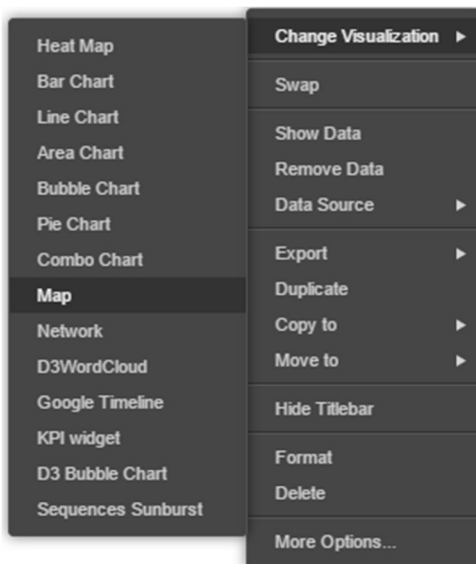 Heat Map
Bar Chart
Line Chart
Area Chart
Bubble Chart
Pie Chart
Combo Chart
Map
Network
D3WordCloud
Google Timeline
KPI widget
D3 Bubble Chart
Sequences Sunburst
Change Visualization
Swap
Show Data
Remove Data
Data Source
Export
Duplicate
Copy to
Move to
Hide Titlebar
Format
Delete
More Options...